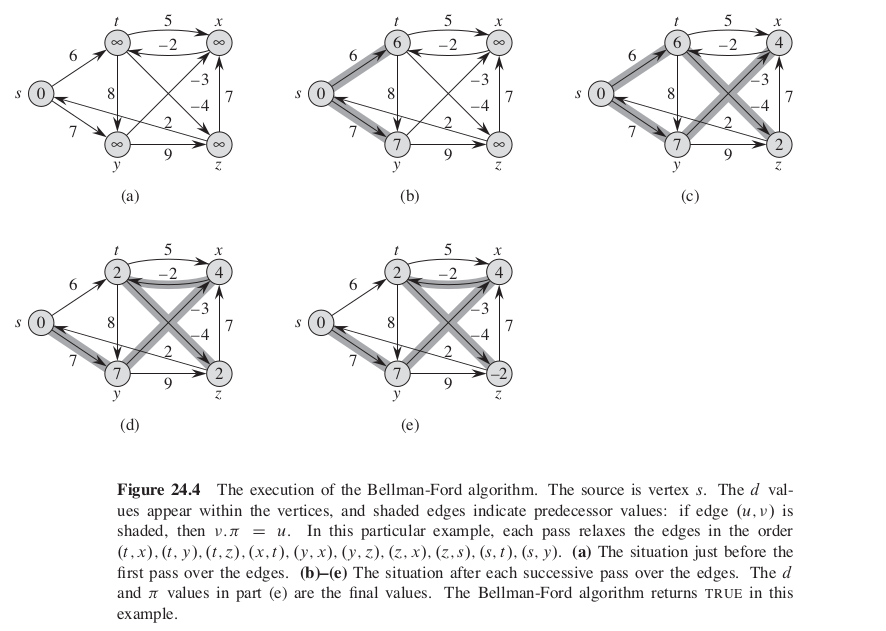 t 5 x
6 ∞ –2 ∞
s 0 8 –3 7
–4
7 2
∞ 9 ∞
y z
(a)
t 5 x
6 6 –2 ∞
s 0 8 –3 7
–4
7 2
7 9 ∞
y z
(b)
t 5 x
6 6 –2 4
s 0 8 –3 7
–4
7 2
7 9 2
y z
(c)
t 5 x
6 2 –2 4
s 0 8 –3 7
–4
7 2
7 9 2
y z
(d)
t 5 x
6 2 –2 4
s 0 8 –3 7
–4
7 2
7 9 –2
y z
(e)
Figure 24.4 The execution of the Bellman-Ford algorithm. The source is vertex s. The d val-
ues appear within the vertices, and shaded edges indicate predecessor values: if edge (u, v) is
shaded, then v.π = u. In this particular example, each pass relaxes the edges in the order
(t, x), (t, y), (t, z), (x, t), (y, x), (y, z), (z, x), (z, s), (s, t), (s, y). (a) The situation just before the
first pass over the edges. (b)–(e) The situation after each successive pass over the edges. The d
and π values in part (e) are the final values. The Bellman-Ford algorithm returns TRUE in this
example.